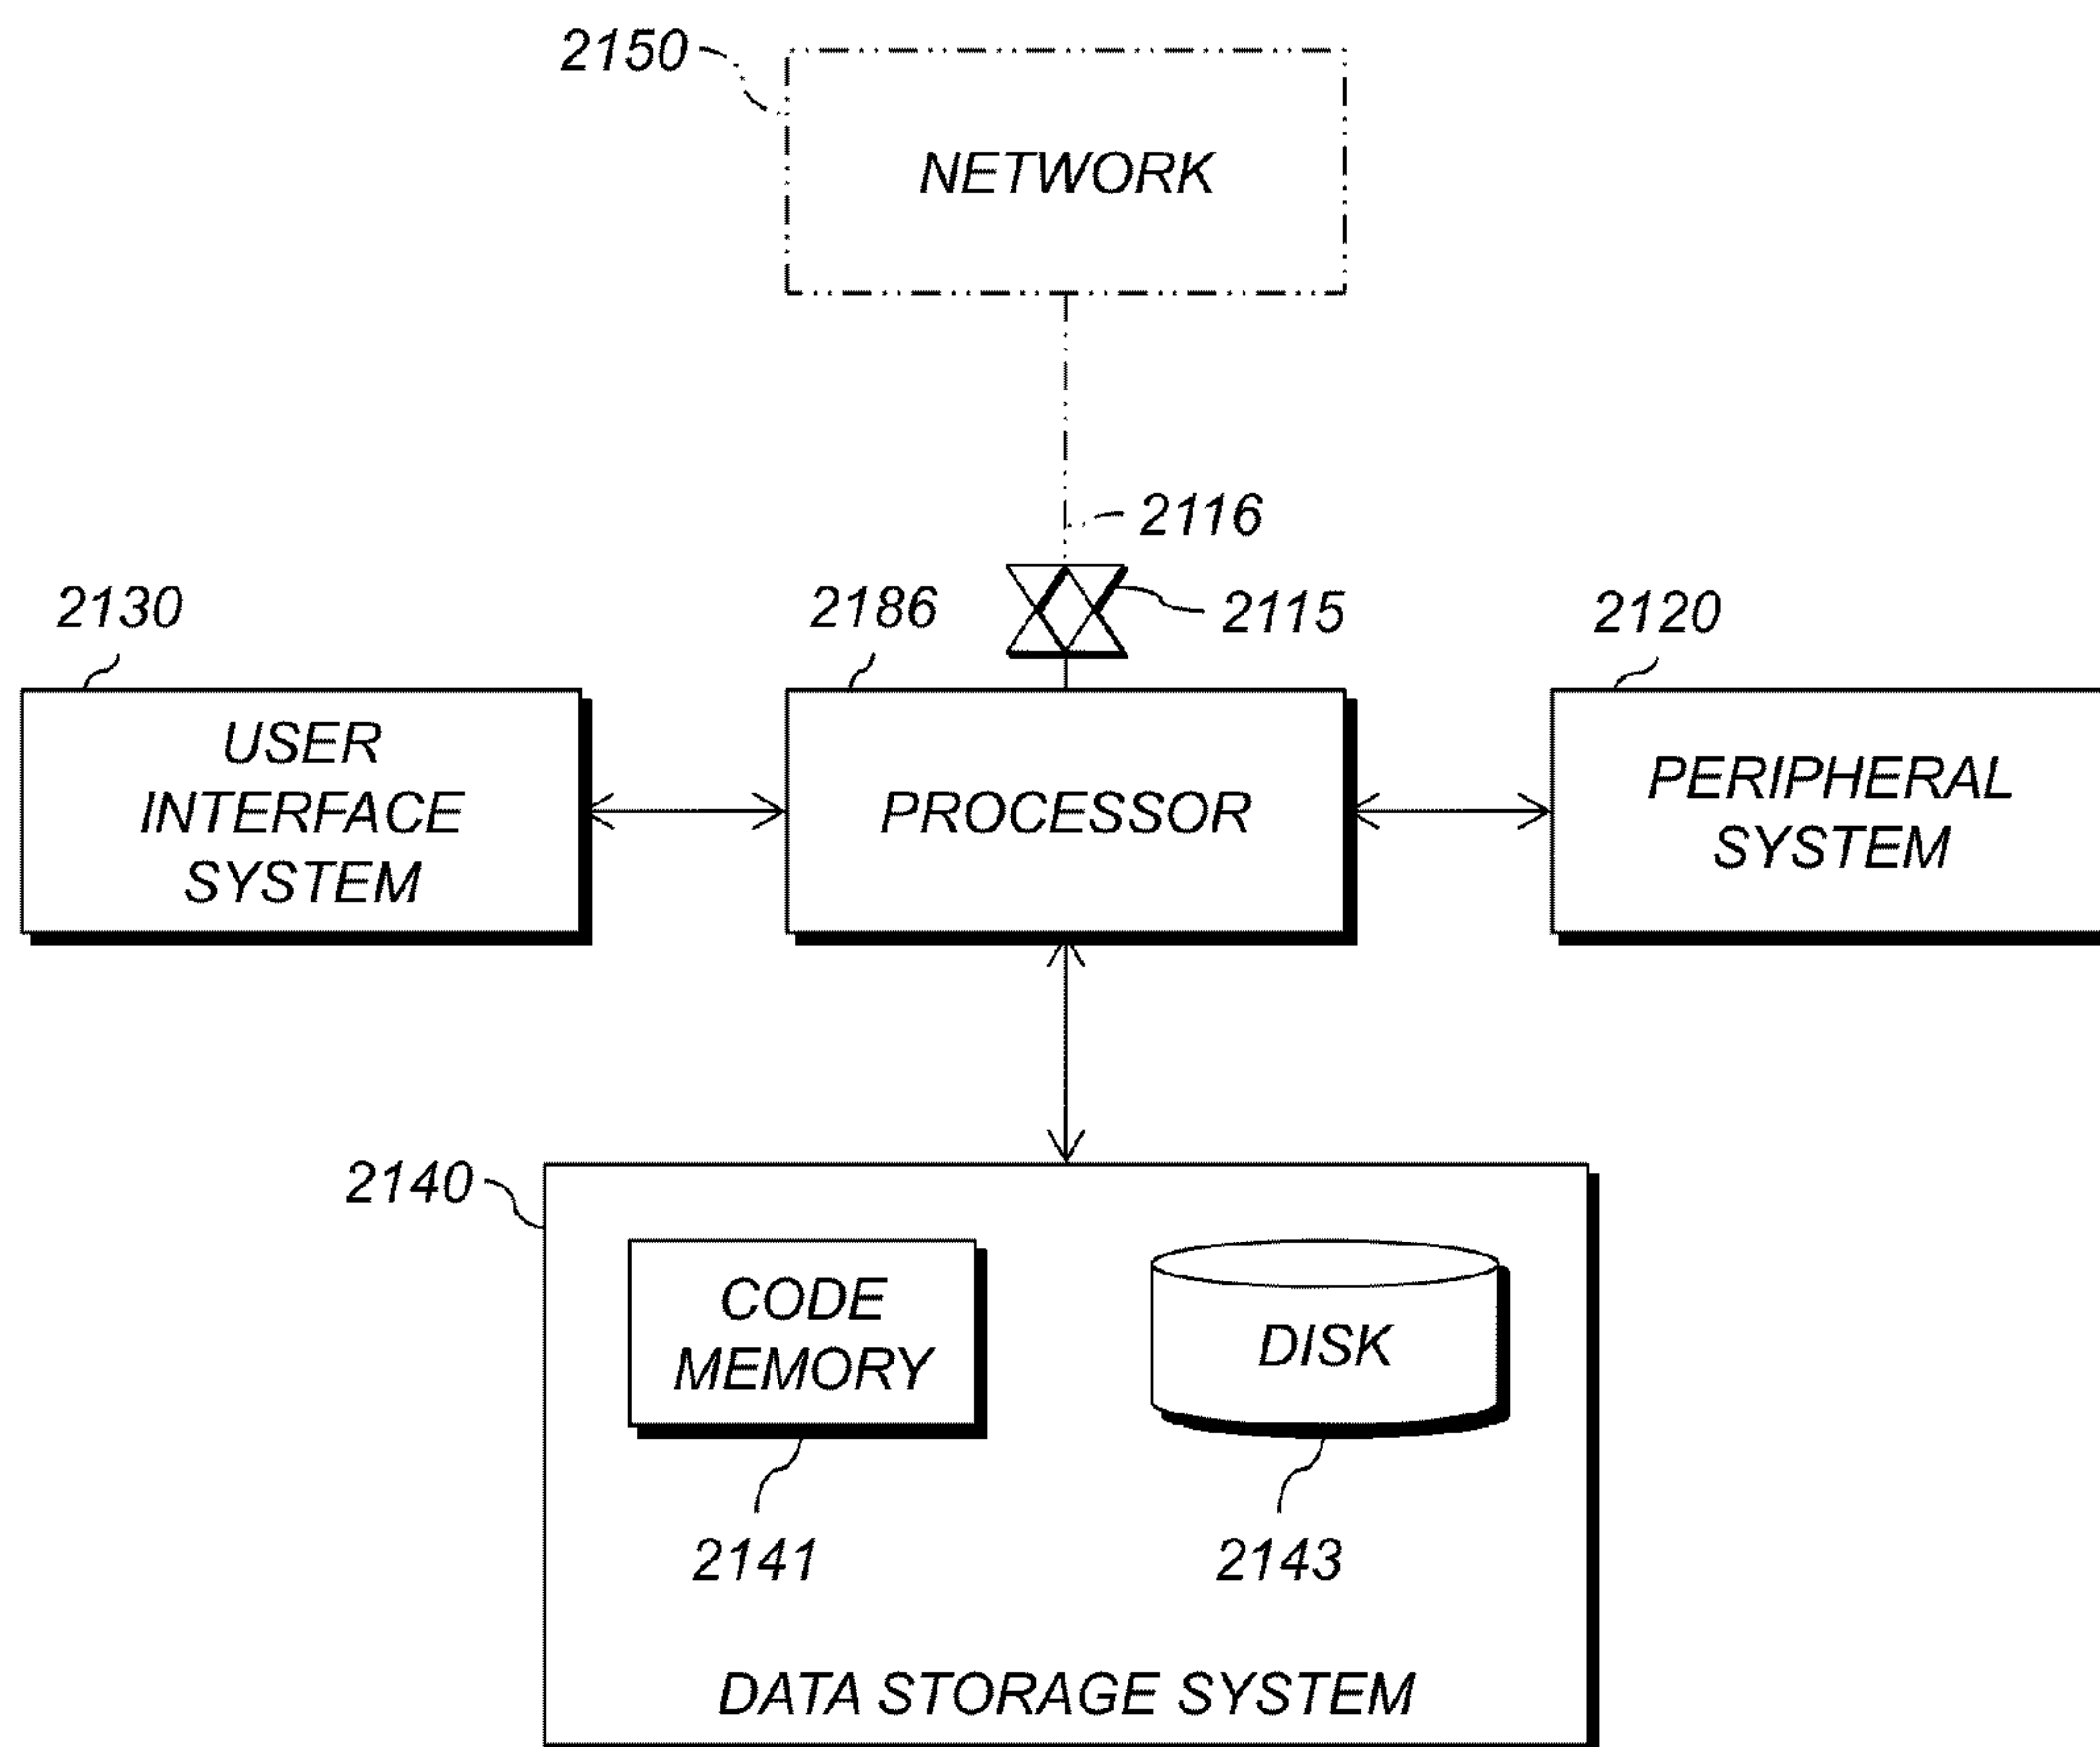 2150
NETWORK
2116
2130
2186
2115
2120
USER
INTERFACE
SYSTEM
PROCESSOR
PERIPHERAL
SYSTEM
2140
CODE
MEMORY
DISK
2141
2143
DATA STORAGE SYSTEM